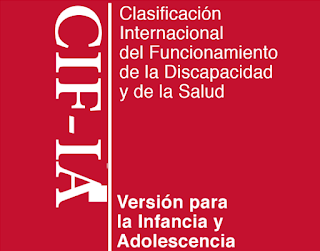 CIF-IA
Clasificación
Internacional
del Funcionamiento
de la Discapacidad
y de la Salud
Versión para
la Infancia y
Adolescencia